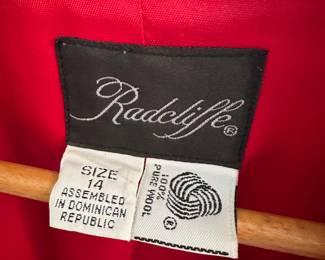 Radcliffe®
SIZE
14
ASSEMBLED
IN DOMINICAN
REPUBLIC
100%
PURE WOOL
®